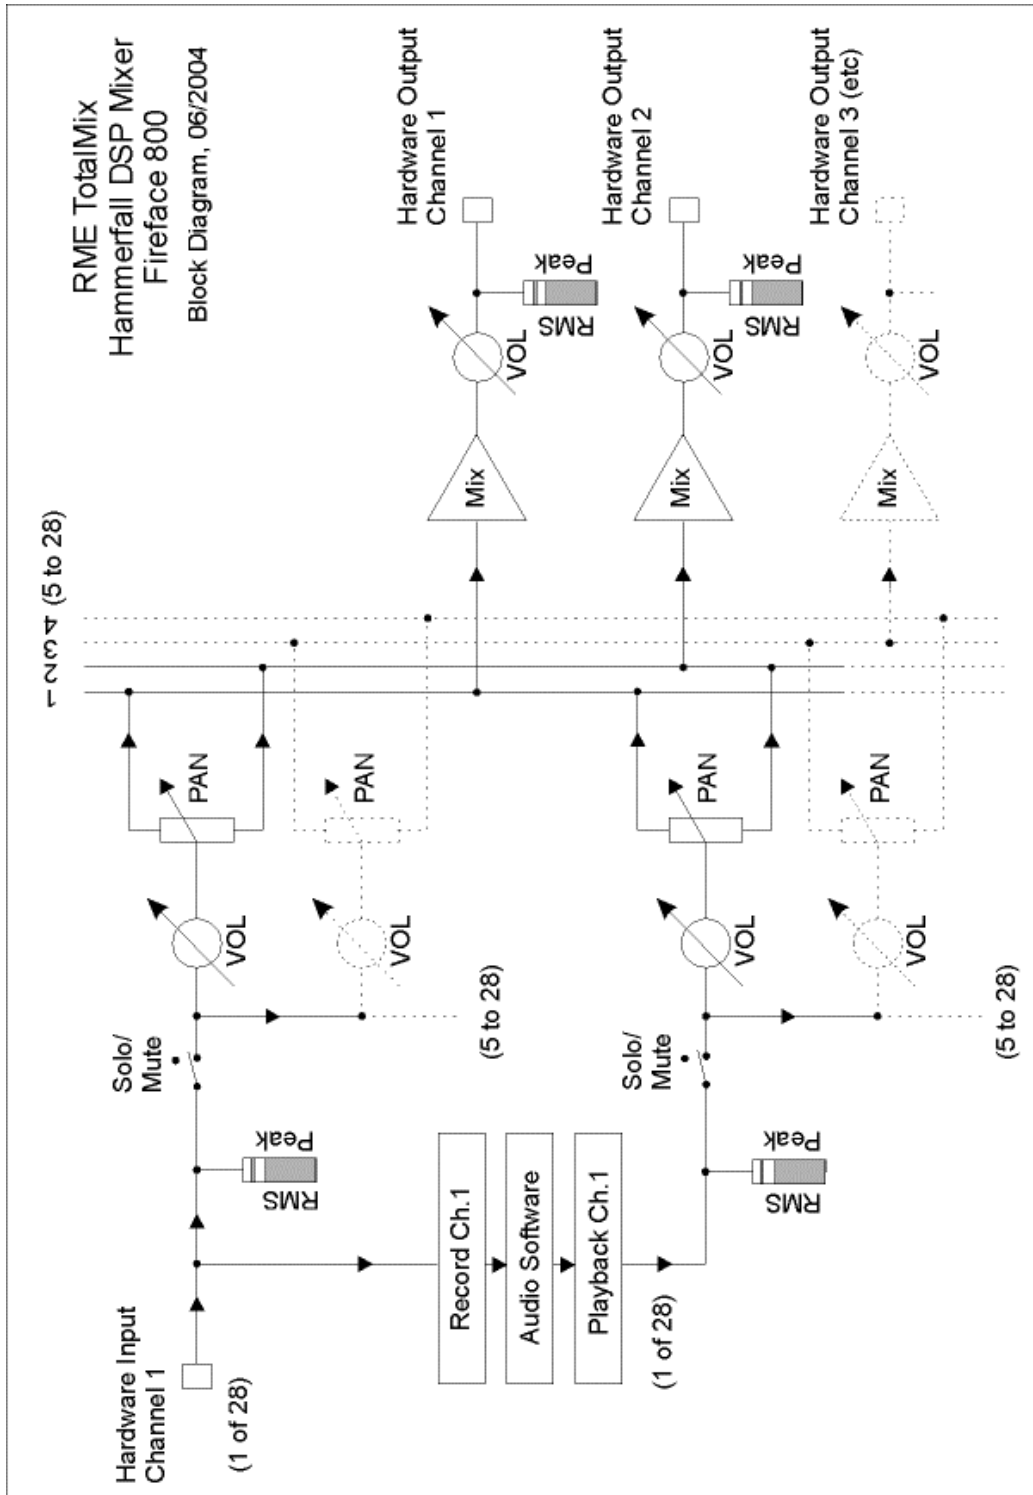 RME TotalMix
Hammerfall DSP Mixer
Fireface 800
Block Diagram, 06/2004
Hardware Input
Channel 1
(1 of 28)
RMS
Peak
Solo/
Mute
VOL
PAN
VOL
PAN
(5 to 28)
1 2 3 4 (5 to 28)
Mix
VOL
RMS
Peak
Hardware Output
Channel 1
Record Ch.1
Audio Software
Playback Ch.1
(1 of 28)
RMS
Peak
Solo/
Mute
VOL
PAN
VOL
PAN
(5 to 28)
Mix
VOL
RMS
Peak
Hardware Output
Channel 2
Mix
VOL
Hardware Output
Channel 3 (etc)